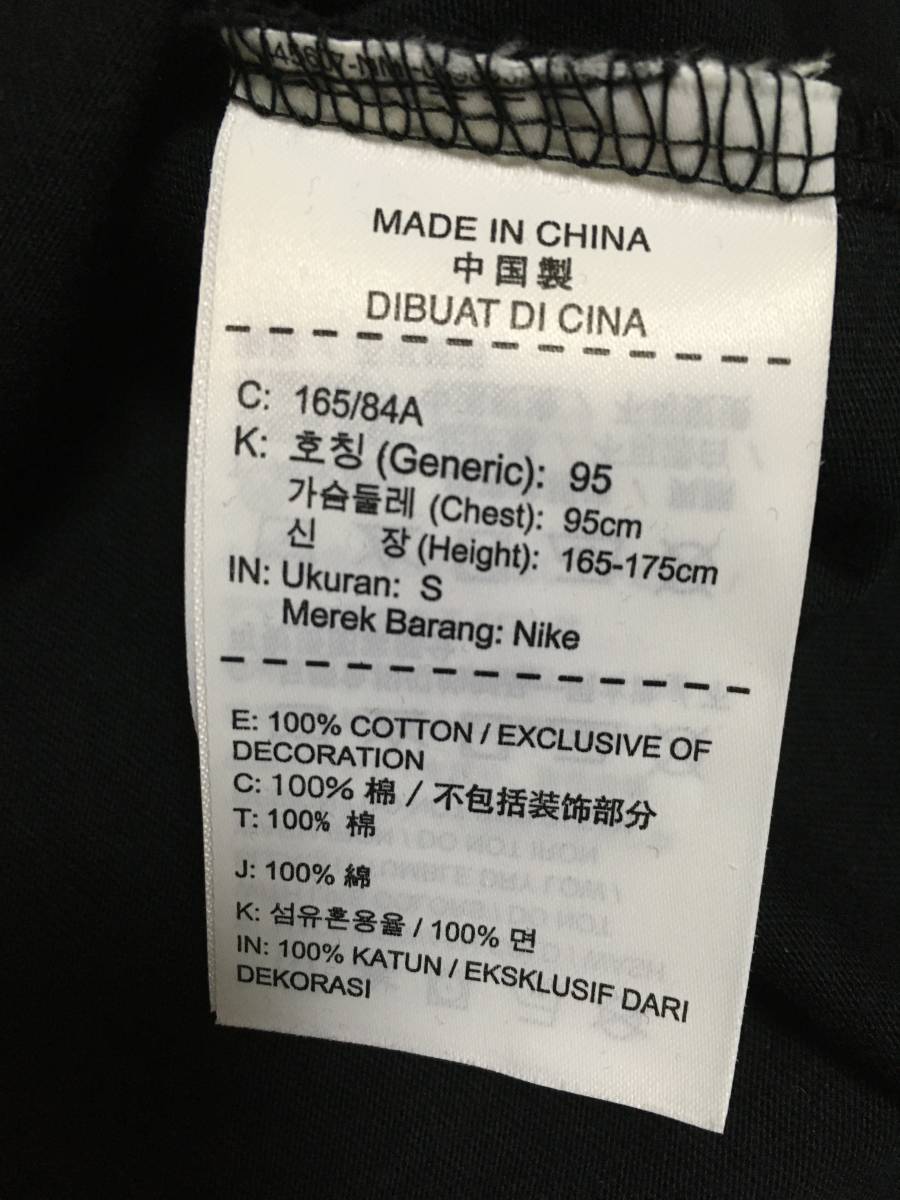 MADE IN CHINA
中国製
DIBUAT DI CINA
C: 165/84A
K: 호칭 (Generic): 95
가슴둘레 (Chest): 95cm
신 장 (Height): 165-175cm
IN: Ukuran: S
Merek Barang: Nike
E: 100% COTTON / EXCLUSIVE OF
DECORATION
C: 100% 棉 / 不包括装饰部分
T: 100% 棉
J: 100% 綿
K: 섬유혼용율 / 100% 면
IN: 100% KATUN / EKSKLUSIF DARI
DEKORASI